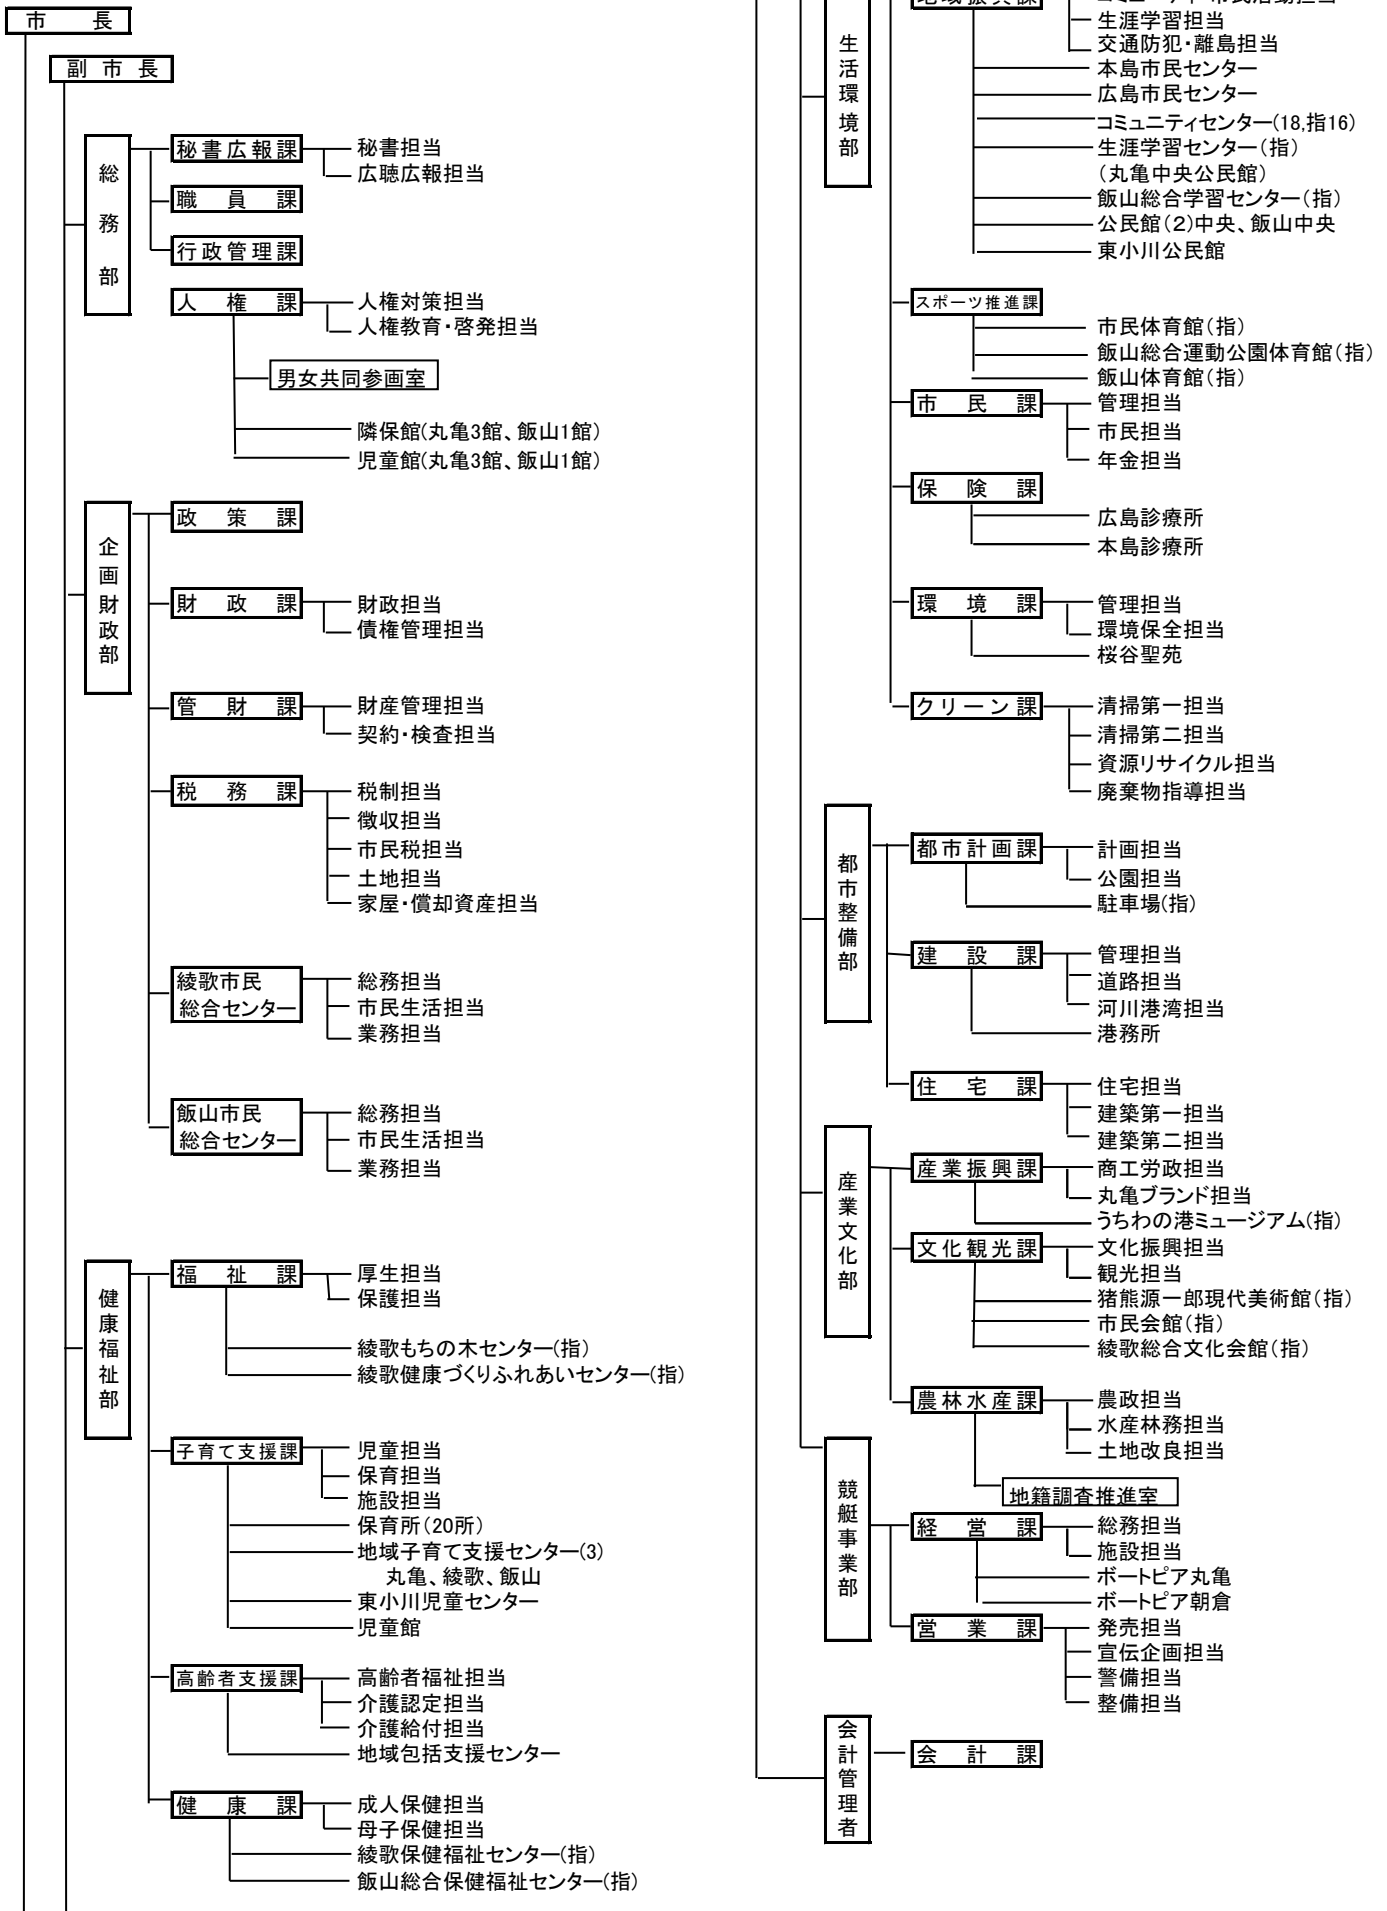 市長
副市長
総務部
秘書広報課
秘書担当
広聴広報担当
職員課
行政管理課
人権課
人権対策担当
人権教育・啓発担当
男女共同参画室
隣保館(丸亀3館、飯山1館)
児童館(丸亀3館、飯山1館)
企画財政部
政策課
財政課
財政担当
債権管理担当
管財課
財産管理担当
契約・検査担当
税務課
税制担当
徴収担当
市民税担当
土地担当
家屋・償却資産担当
綾歌市民
総合センター
総務担当
市民生活担当
業務担当
飯山市民
総合センター
総務担当
市民生活担当
業務担当
健康福祉部
福祉課
厚生担当
保護担当
綾歌もちの木センター(指)
綾歌健康づくりふれあいセンター(指)
子育て支援課
児童担当
保育担当
施設担当
保育所(20所)
地域子育て支援センター(3)
丸亀、綾歌、飯山
東小川児童センター
児童館
高齢者支援課
高齢者福祉担当
介護認定担当
介護給付担当
地域包括支援センター
健康課
成人保健担当
母子保健担当
綾歌保健福祉センター(指)
飯山総合保健福祉センター(指)
生活環境部
生涯学習担当
交通防犯・離島担当
本島市民センター
広島市民センター
コミュニティセンター(18,指16)
生涯学習センター(指)
(丸亀中央公民館)
飯山総合学習センター(指)
公民館(2)中央、飯山中央
東小川公民館
スポーツ推進課
市民体育館(指)
飯山総合運動公園体育館(指)
飯山体育館(指)
市民課
管理担当
市民担当
年金担当
保険課
広島診療所
本島診療所
環境課
管理担当
環境保全担当
桜谷聖苑
クリーン課
清掃第一担当
清掃第二担当
資源リサイクル担当
廃棄物指導担当
都市整備部
都市計画課
計画担当
公園担当
駐車場(指)
建設課
管理担当
道路担当
河川港湾担当
港務所
住宅課
住宅担当
建築第一担当
建築第二担当
産業文化部
産業振興課
商工労政担当
丸亀ブランド担当
うちわの港ミュージアム(指)
文化観光課
文化振興担当
観光担当
猪熊源一郎現代美術館(指)
市民会館(指)
綾歌総合文化会館(指)
農林水産課
農政担当
水産林務担当
土地改良担当
地籍調査推進室
競艇事業部
経営課
総務担当
施設担当
ボートピア丸亀
ボートピア朝倉
営業課
発売担当
宣伝企画担当
警備担当
整備担当
会計管理者
会計課